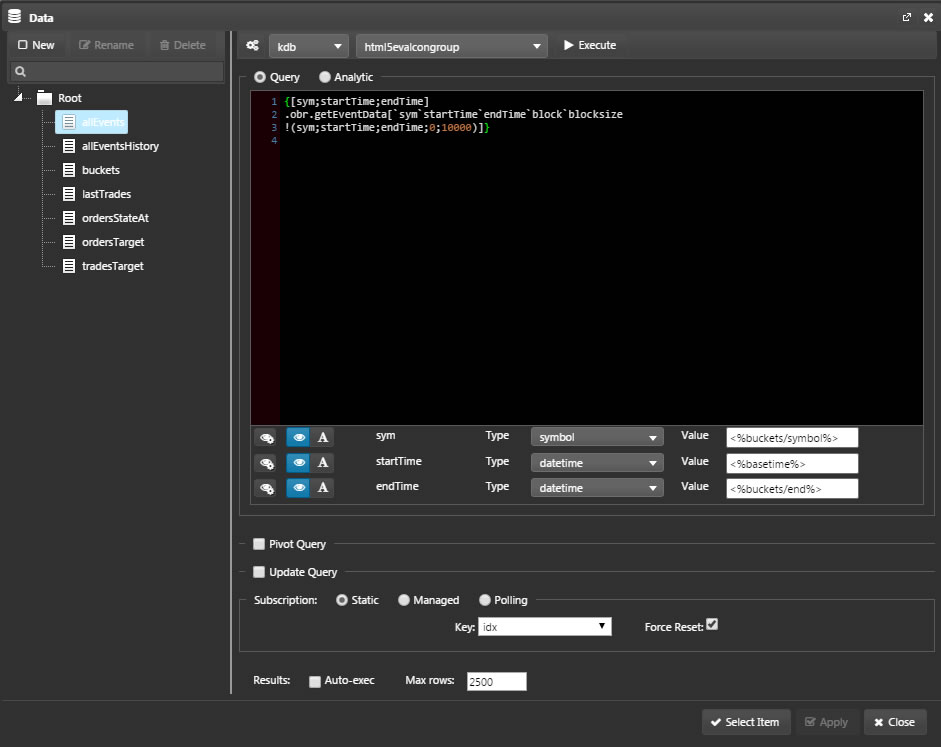 Data
New Rename Delete
kdb html5evalcongroup Execute
Root
allEvents
allEventsHistory
buckets
lastTrades
ordersStateAt
ordersTarget
tradesTarget
Query Analytic
1 {[sym;startTime;endTime]
2 .obr.getEventData[`sym`startTime`endTime`block`blocksize
3 !(sym;startTime;endTime;0;10000)]}
4
A sym Type symbol Value <%buckets/symbol%>
A startTime Type datetime Value <%basetime%>
A endTime Type datetime Value <%buckets/end%>
Pivot Query
Update Query
Subscription: Static Managed Polling
Key: idx Force Reset:
Results: Auto-exec Max rows: 2500
Select Item Apply Close